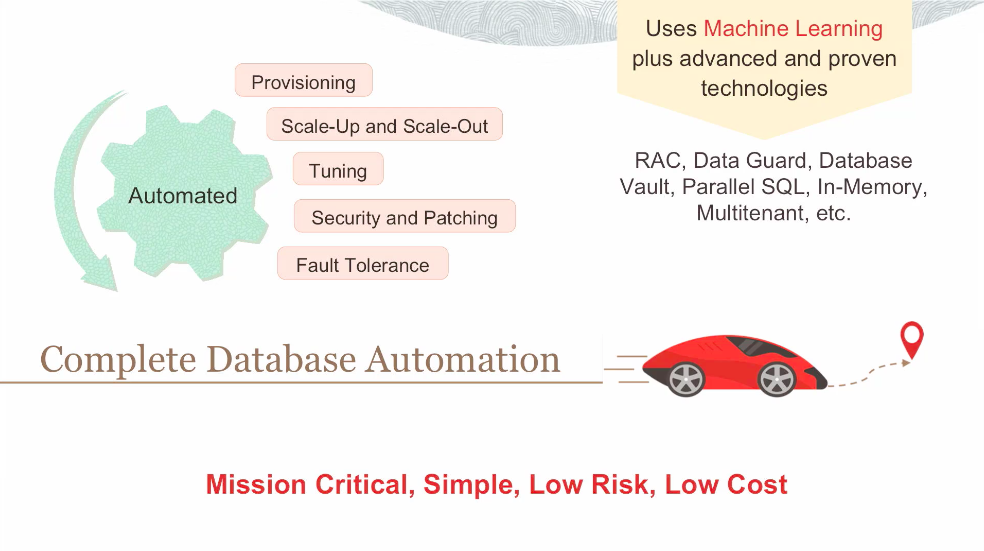 Uses Machine Learning
plus advanced and proven
technologies
Provisioning
Scale-Up and Scale-Out
Tuning
Automated
Security and Patching
Fault Tolerance
RAC, Data Guard, Database
Vault, Parallel SQL, In-Memory,
Multitenant, etc.
Complete Database Automation
Mission Critical, Simple, Low Risk, Low Cost